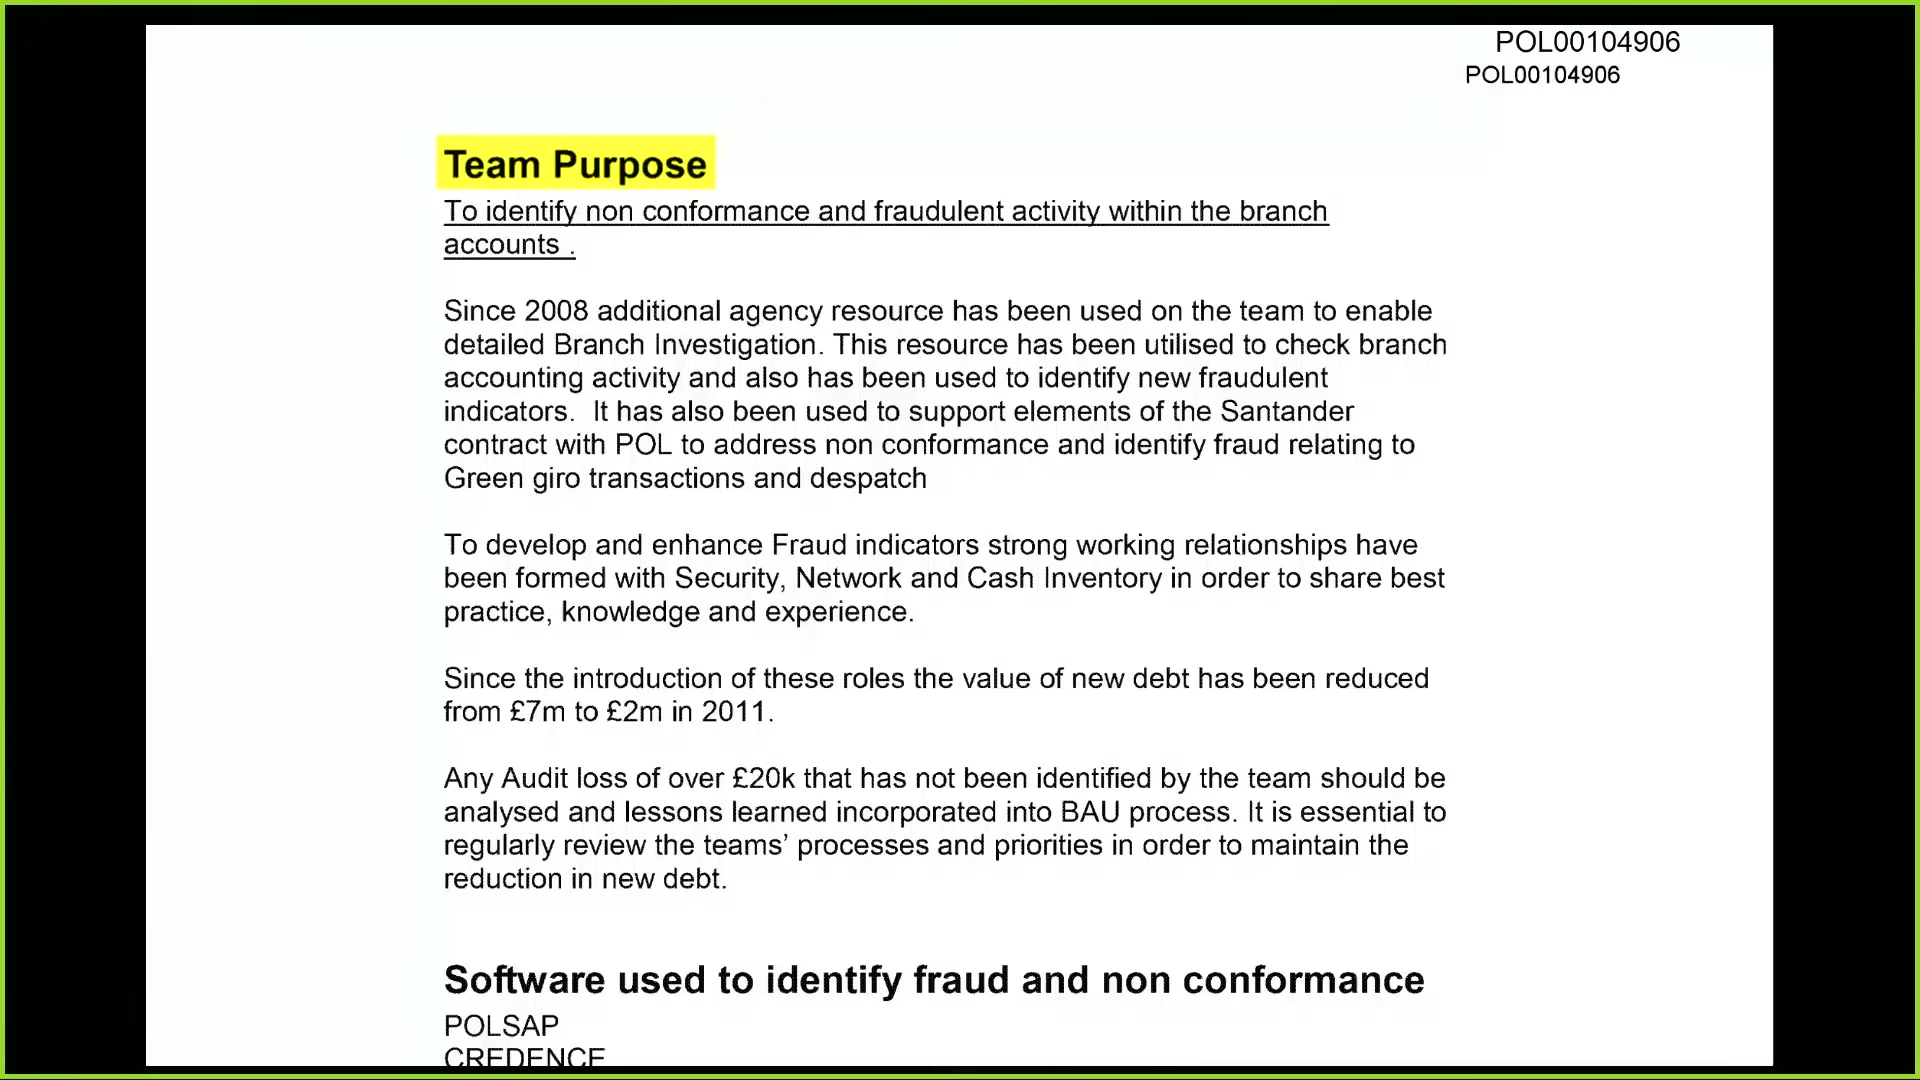 POL00104906
POL00104906
Team Purpose
To identify non conformance and fraudulent activity within the branch
accounts .
Since 2008 additional agency resource has been used on the team to enable
detailed Branch Investigation. This resource has been utilised to check branch
accounting activity and also has been used to identify new fraudulent
indicators.  It has also been used to support elements of the Santander
contract with POL to address non conformance and identify fraud relating to
Green giro transactions and despatch
To develop and enhance Fraud indicators strong working relationships have
been formed with Security, Network and Cash Inventory in order to share best
practice, knowledge and experience.
Since the introduction of these roles the value of new debt has been reduced
from £7m to £2m in 2011.
Any Audit loss of over £20k that has not been identified by the team should be
analysed and lessons learned incorporated into BAU process. It is essential to
regularly review the teams’ processes and priorities in order to maintain the
reduction in new debt.
Software used to identify fraud and non conformance
POLSAP
CREDENCE